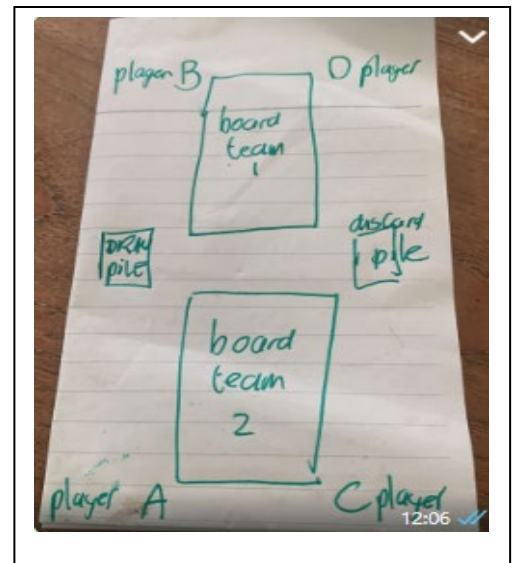 player B
D player
board
team
1
DRAW
pile
discard
pile
board
team
2
player A
C player
12:06